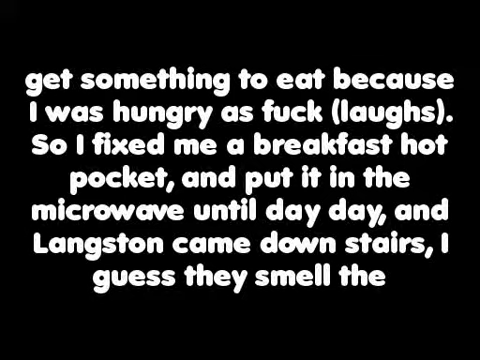 get something to eat because
I was hungry as fuck (laughs).
So I fixed me a breakfast hot
pocket, and put it in the
microwave until day day, and
Langston came down stairs, I
guess they smell the